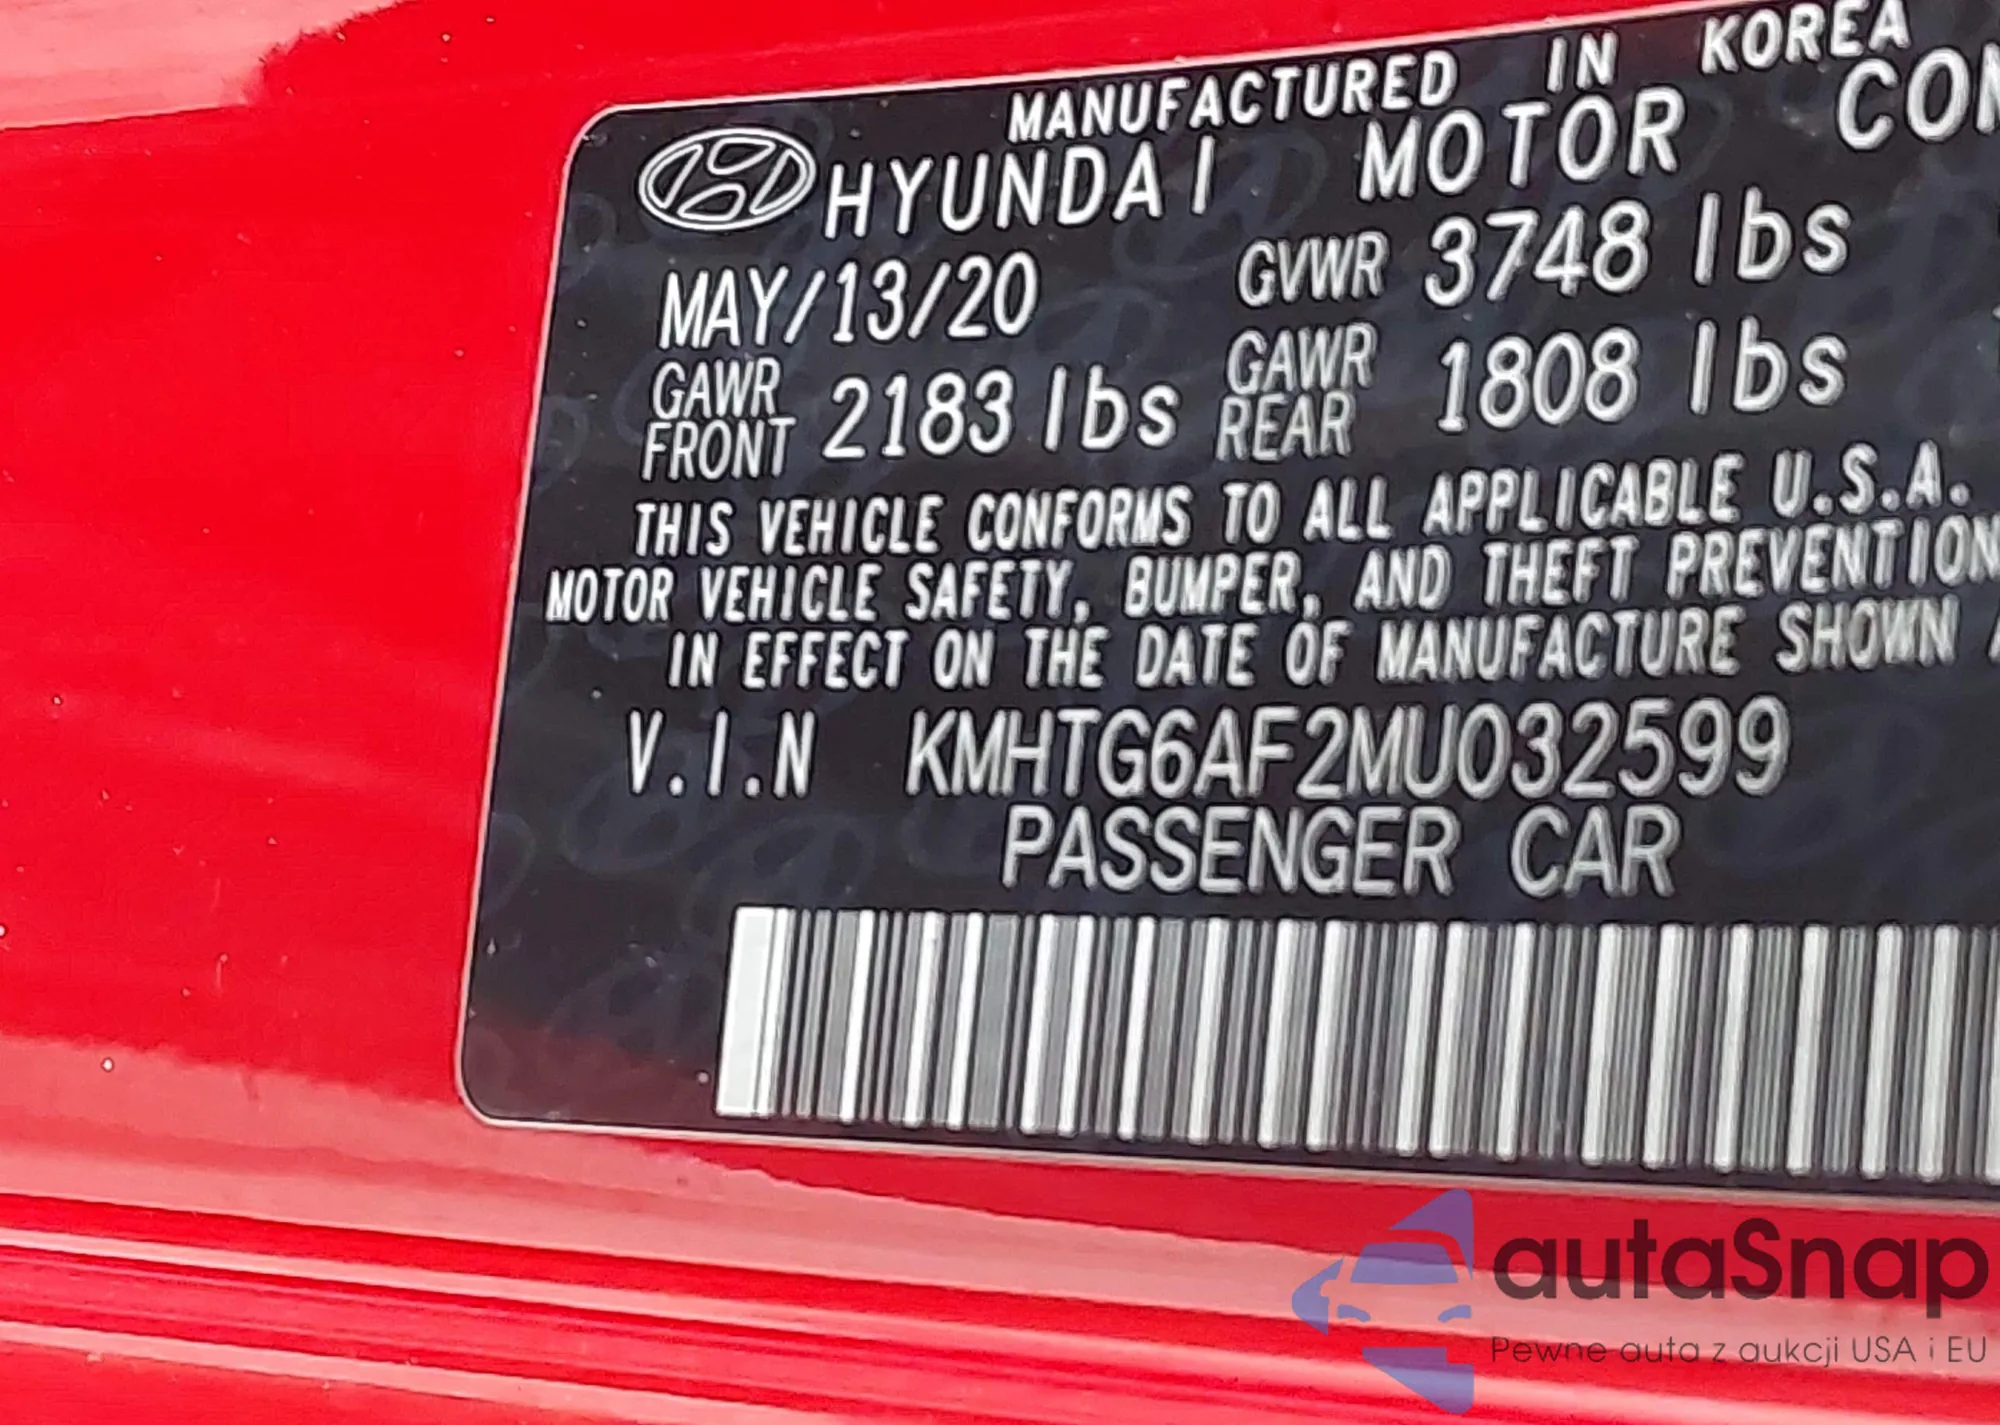 MANUFACTURED IN KOREA
HYUNDAI MOTOR
MAY/13/20 GVWR 3748 lbs
GAWR FRONT 2183 lbs GAWR REAR 1808 lbs
THIS VEHICLE CONFORMS TO ALL APPLICABLE U.S.A.
MOTOR VEHICLE SAFETY, BUMPER, AND THEFT PREVENTION
IN EFFECT ON THE DATE OF MANUFACTURE SHOWN
V.I.N KMHTG6AF2MU032599
PASSENGER CAR
autaSnap
Pewne auta z aukcji USA i EU